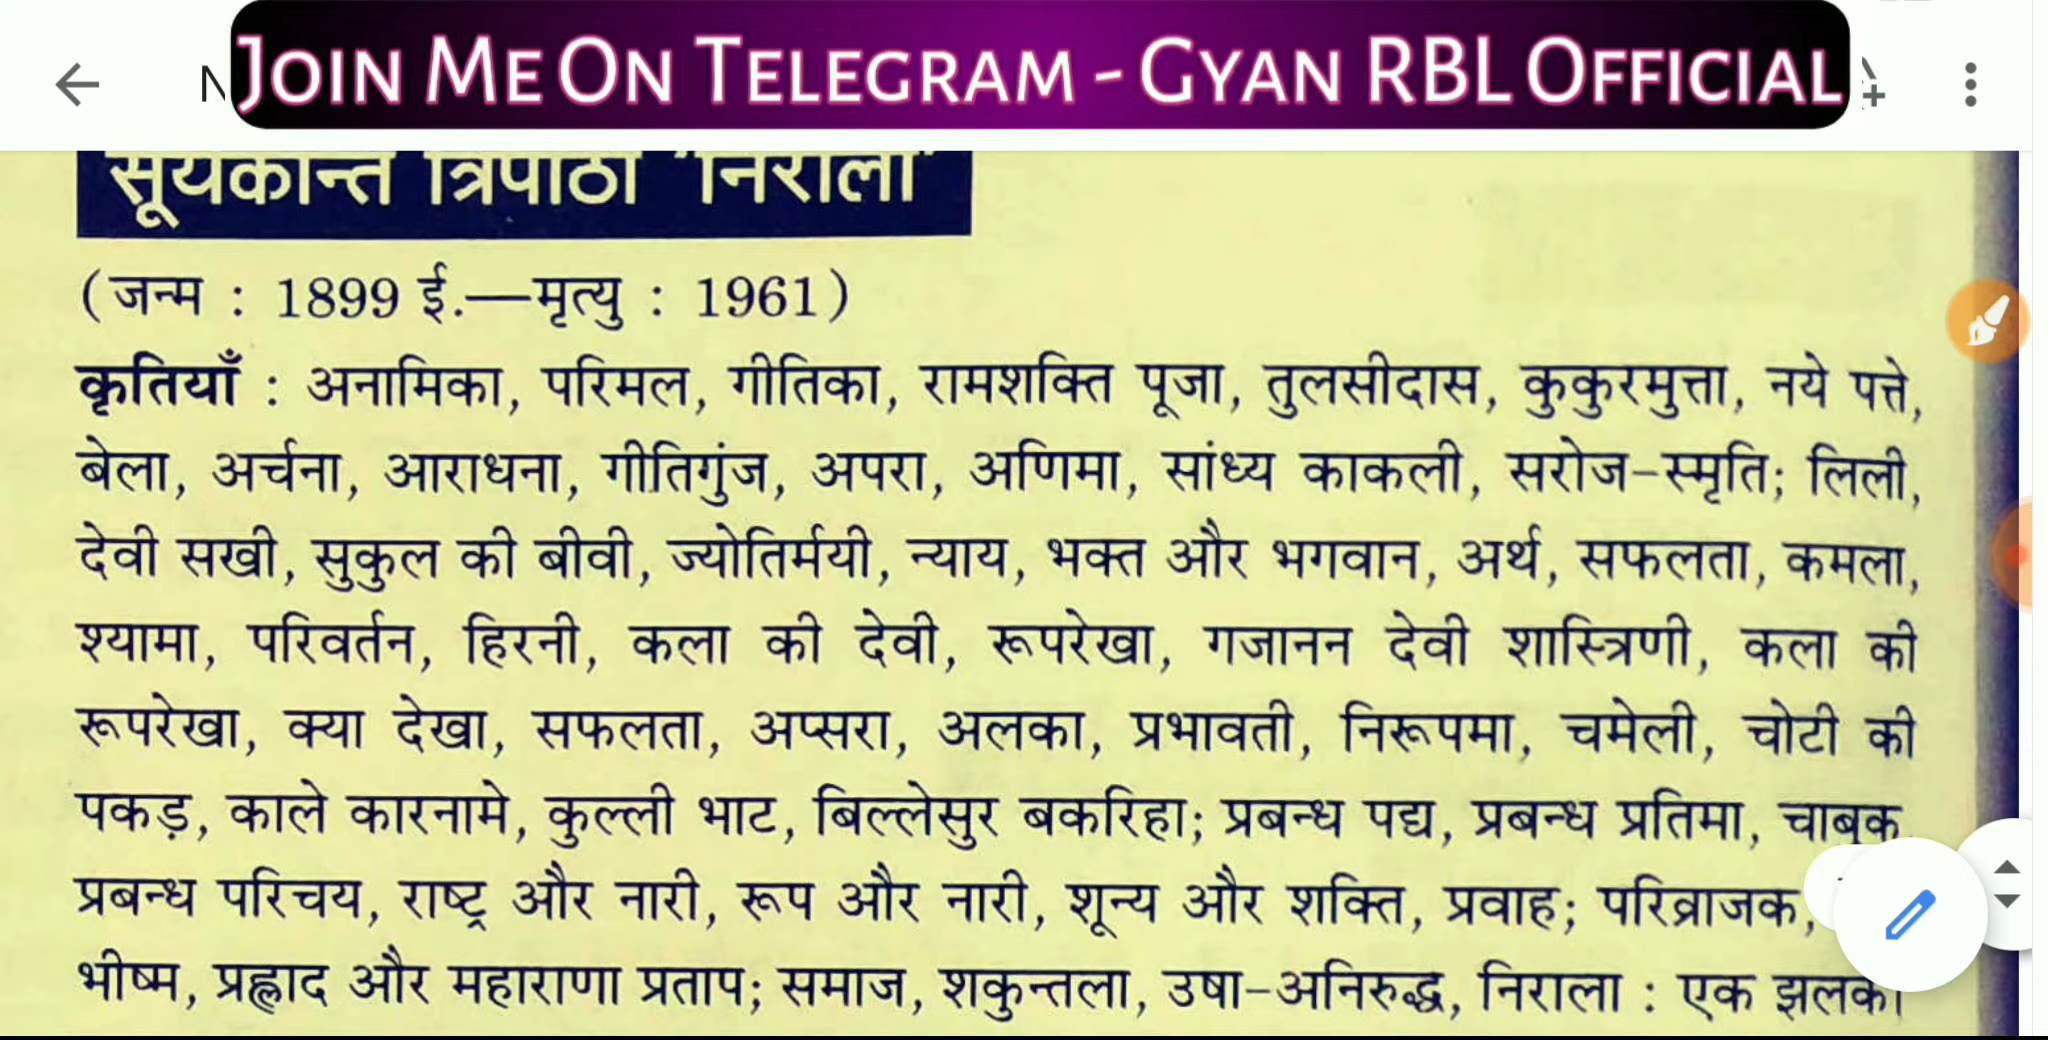 JOIN ME ON TELEGRAM - GYAN RBL OFFICIAL
सूर्यकान्त त्रिपाठी "निराला"
(जन्म : 1899 ई.—मृत्यु : 1961)
कृतियाँ : अनामिका, परिमल, गीतिका, रामशक्ति पूजा, तुलसीदास, कुकुरमुत्ता, नये पत्ते,
बेला, अर्चना, आराधना, गीतिगुंज, अपरा, अणिमा, सांध्य काकली, सरोज-स्मृति; लिली,
देवी सखी, सुकुल की बीवी, ज्योतिर्मयी, न्याय, भक्त और भगवान, अर्थ, सफलता, कमला,
श्यामा, परिवर्तन, हिरनी, कला की देवी, रूपरेखा, गजानन देवी शास्त्रिणी, कला की
रूपरेखा, क्या देखा, सफलता, अप्सरा, अलका, प्रभावती, निरूपमा, चमेली, चोटी की
पकड़, काले कारनामे, कुल्ली भाट, बिल्लेसुर बकरिहा; प्रबन्ध पद्य, प्रबन्ध प्रतिमा, चाबुक,
प्रबन्ध परिचय, राष्ट्र और नारी, रूप और नारी, शून्य और शक्ति, प्रवाह; परिव्राजक,
भीष्म, प्रह्लाद और महाराणा प्रताप; समाज, शकुन्तला, उषा-अनिरुद्ध, निराला : एक झलक।